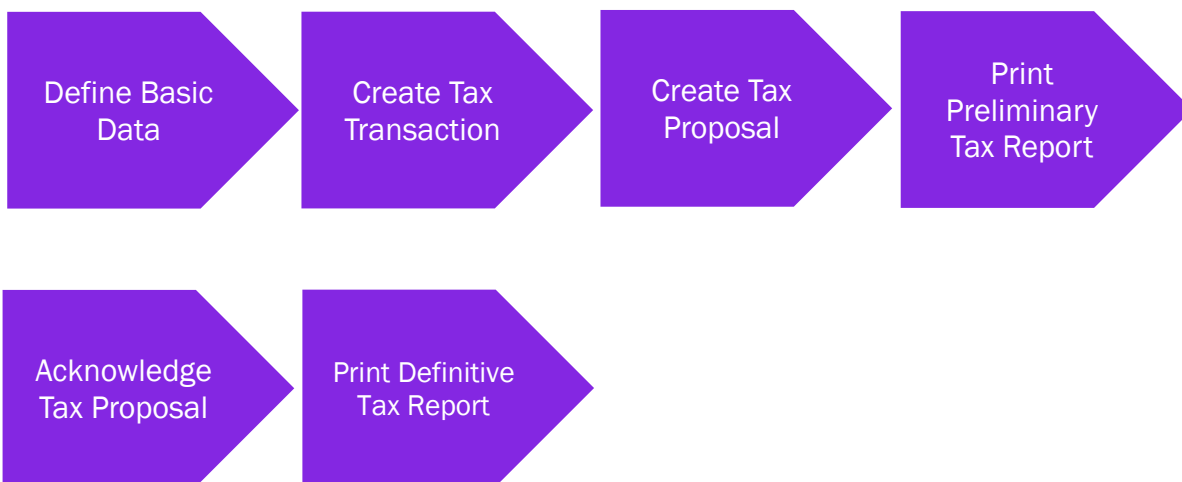 Define Basic
Data
Create Tax
Transaction
Create Tax
Proposal
Print
Preliminary
Tax Report
Acknowledge
Tax Proposal
Print Definitive
Tax Report